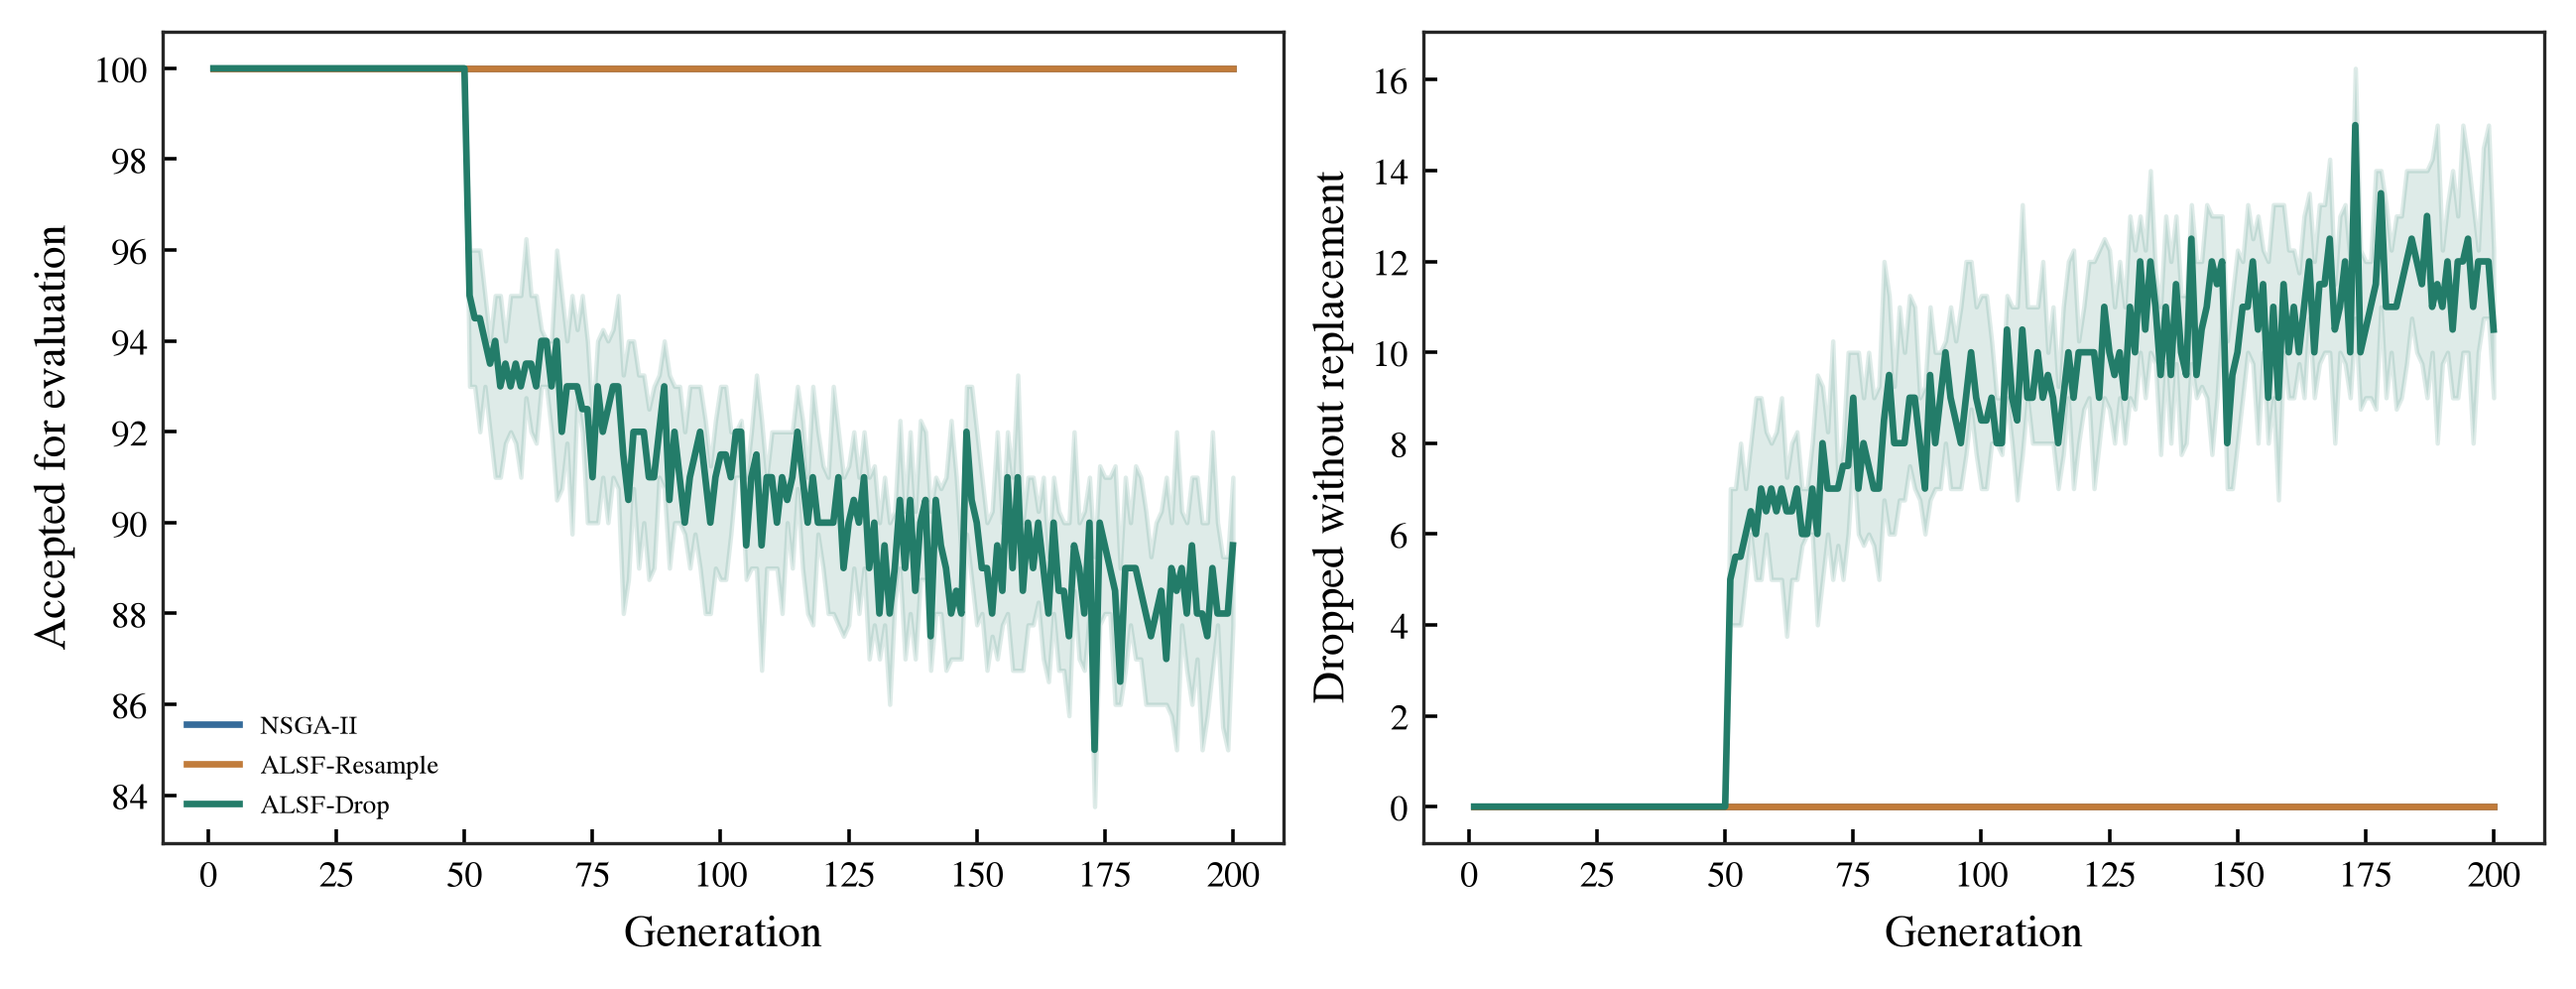 Accepted for evaluation
100
98
96
94
92
90
88
86
84
NSGA-II
ALSF-Resample
ALSF-Drop
0 25 50 75 100 125 150 175 200
Generation
Dropped without replacement
16
14
12
10
8
6
4
2
0
0 25 50 75 100 125 150 175 200
Generation